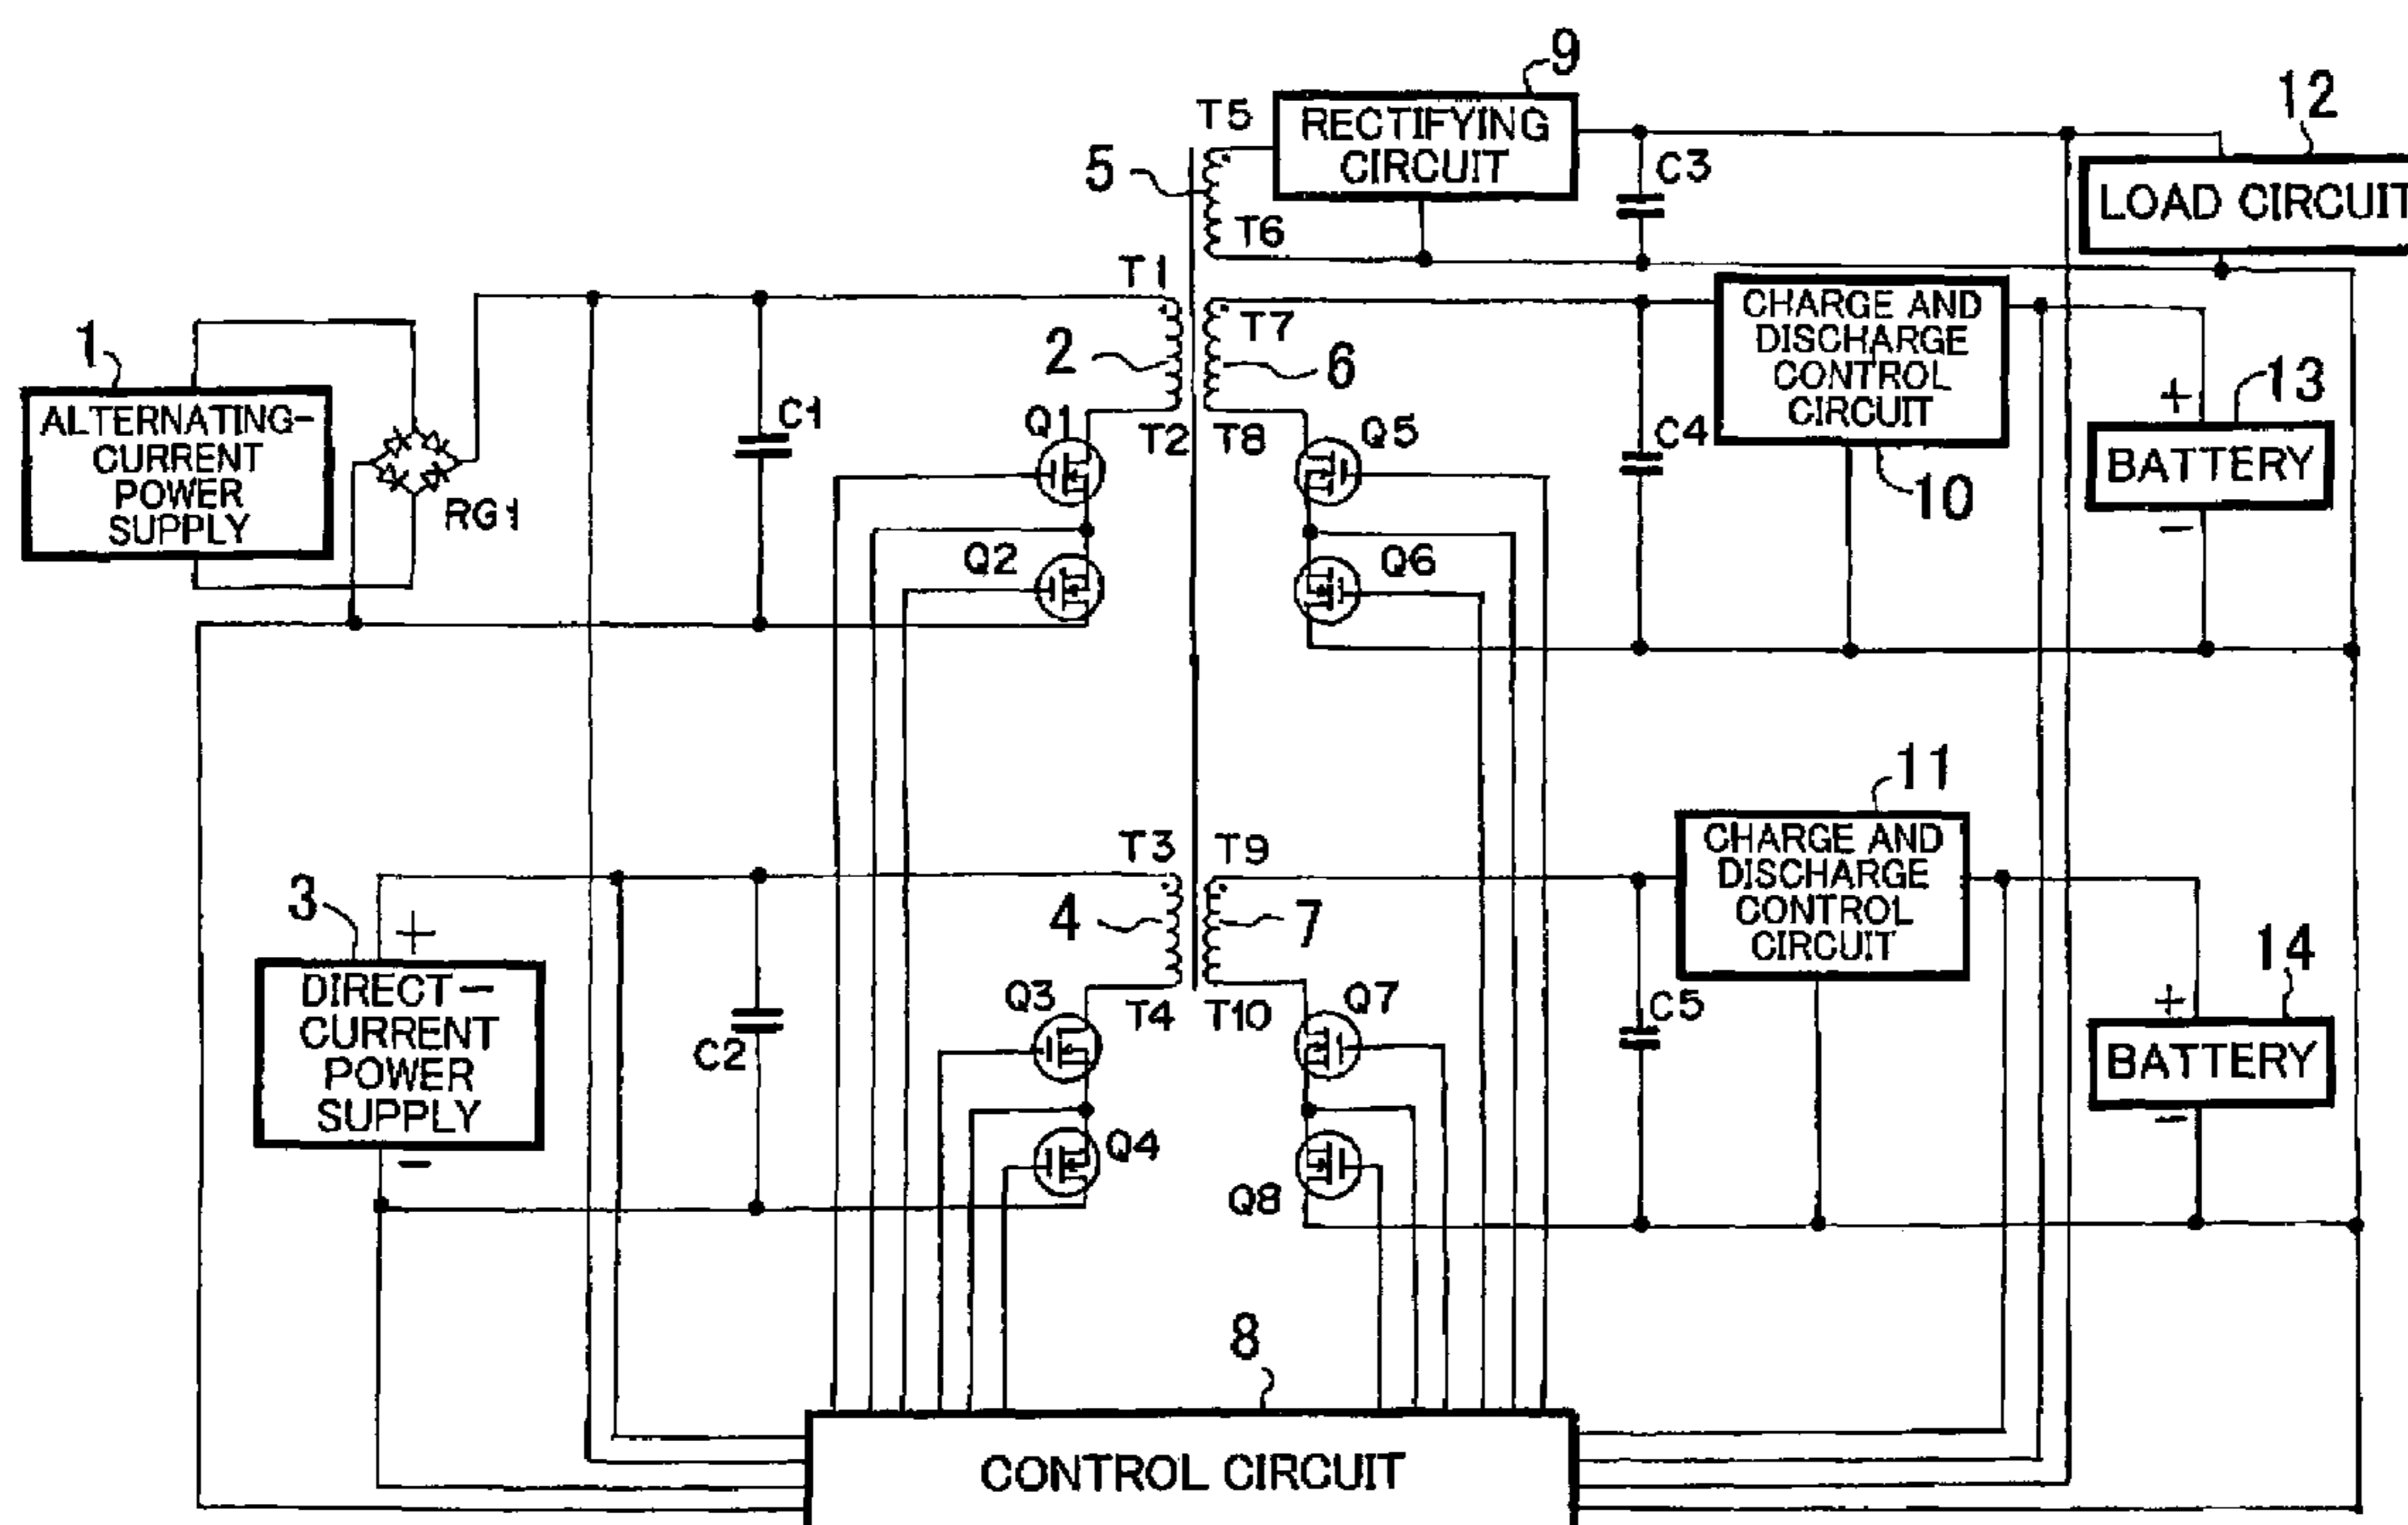 9
12
T5
RECTIFYING
CIRCUIT
5
C3
LOAD CIRCUIT
T6
T1
1
2
T7
6
CHARGE AND
DISCHARGE
CONTROL
CIRCUIT
10
13
+
BATTERY
−
ALTERNATING-
CURRENT
POWER
SUPPLY
RG1
C1
Q1
T2
T8
Q5
C4
Q2
Q6
11
T3
T9
CHARGE AND
DISCHARGE
CONTROL
CIRCUIT
3
+
4
7
14
DIRECT-
CURRENT
POWER
SUPPLY
−
C2
Q3
T4
T10
Q7
C5
+
BATTERY
−
Q4
Q8
8
CONTROL CIRCUIT